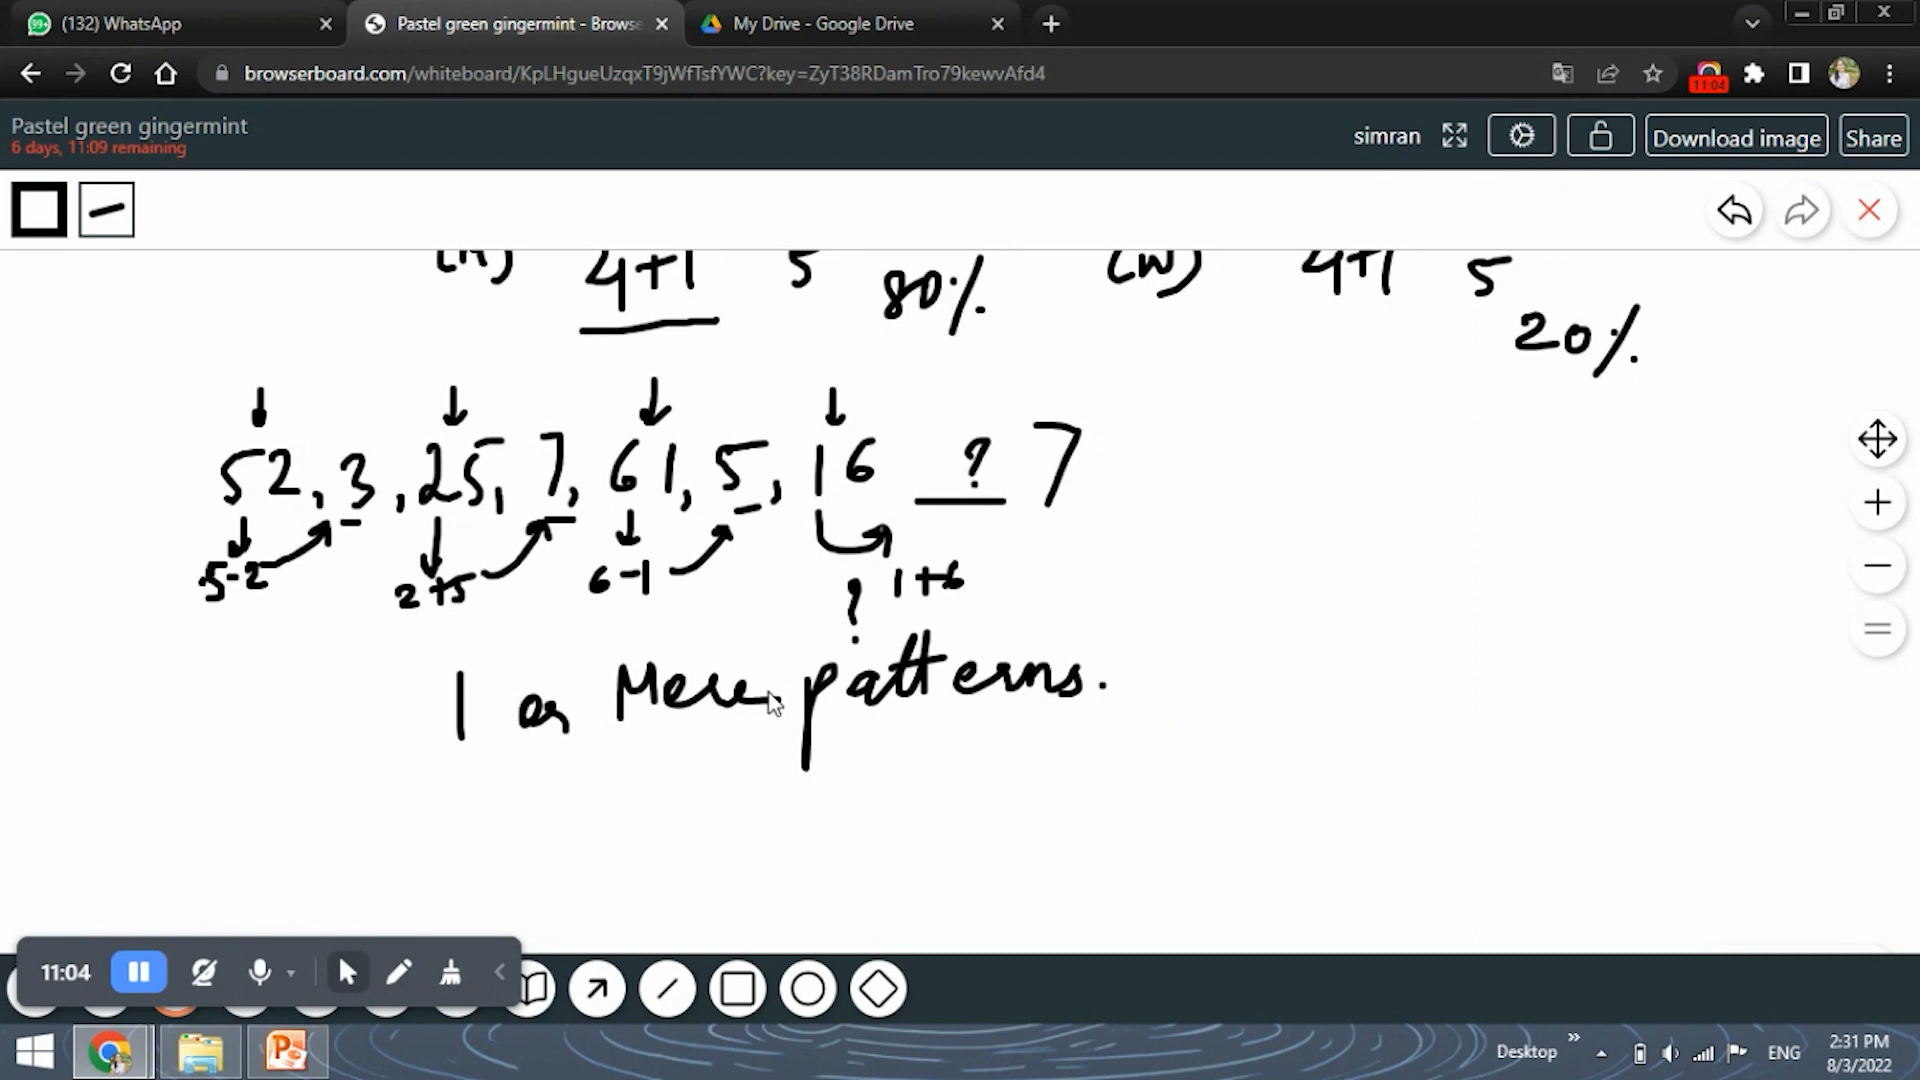 (132) WhatsApp
Pastel green gingermint - Browse
My Drive - Google Drive
browserboard.com/whiteboard/KpLHgueUzqxT9jWfTsfYWC?key=ZyT38RDamTro79kewvAfd4
11:04
Pastel green gingermint
6 days, 11:09 remaining
simran
Download image
Share
4+1 5 80% (W) 4+1 5
20%
52, 3, 25, 7, 61, 5, 16 ? 7
5-2 2+5 6-1 1+6
?
1 or More patterns.
11:04
Desktop
ENG
2:31 PM
8/3/2022